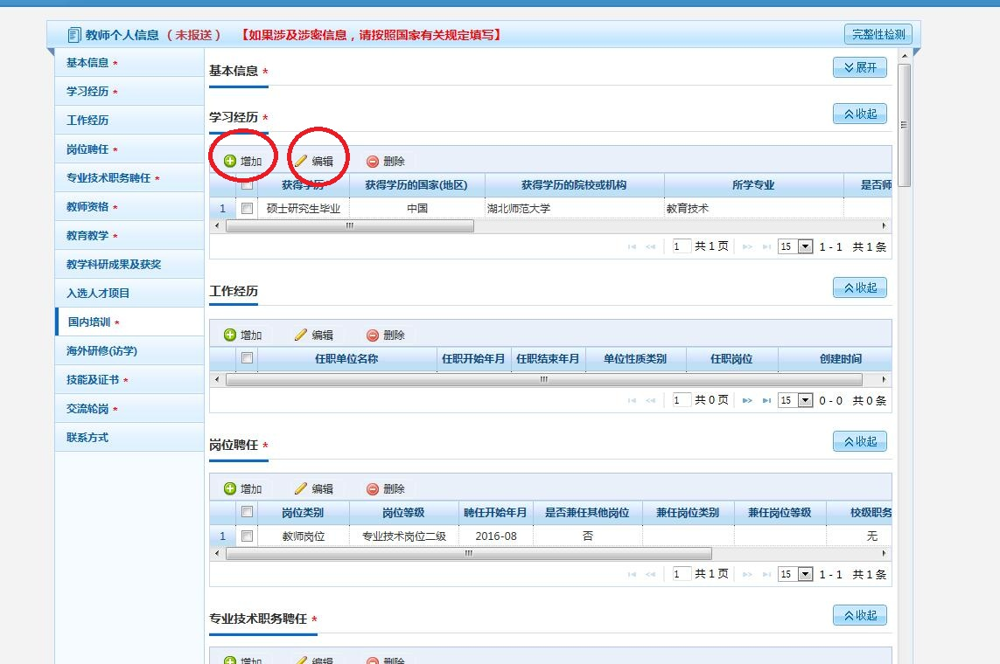 教师个人信息（未报送） 【如果涉及涉密信息，请按照国家有关规定填写】 完整性检测
基本信息 *
学习经历 *
工作经历
岗位聘任 *
专业技术职务聘任 *
教师资格 *
教育教学 *
教学科研成果及获奖
入选人才项目
国内培训 *
海外研修(访学)
技能及证书 *
交流轮岗 *
联系方式
基本信息 * 展开
学习经历 * 收起
增加 编辑 删除
获得学历 获得学历的国家(地区) 获得学历的院校或机构 所学专业 是否师
1 硕士研究生毕业 中国 湖北师范大学 教育技术
1 共 1 页 15 1 - 1 共 1 条
工作经历 收起
增加 编辑 删除
任职单位名称 任职开始年月 任职结束年月 单位性质类别 任职岗位 创建时间
1 共 0 页 15 0 - 0 共 0 条
岗位聘任 * 收起
增加 编辑 删除
岗位类别 岗位等级 聘任开始年月 是否兼任其他岗位 兼任岗位类别 兼任岗位等级 校级职务
1 教师岗位 专业技术岗位二级 2016-08 否 无
1 共 1 页 15 1 - 1 共 1 条
专业技术职务聘任 * 收起
增加 编辑 删除